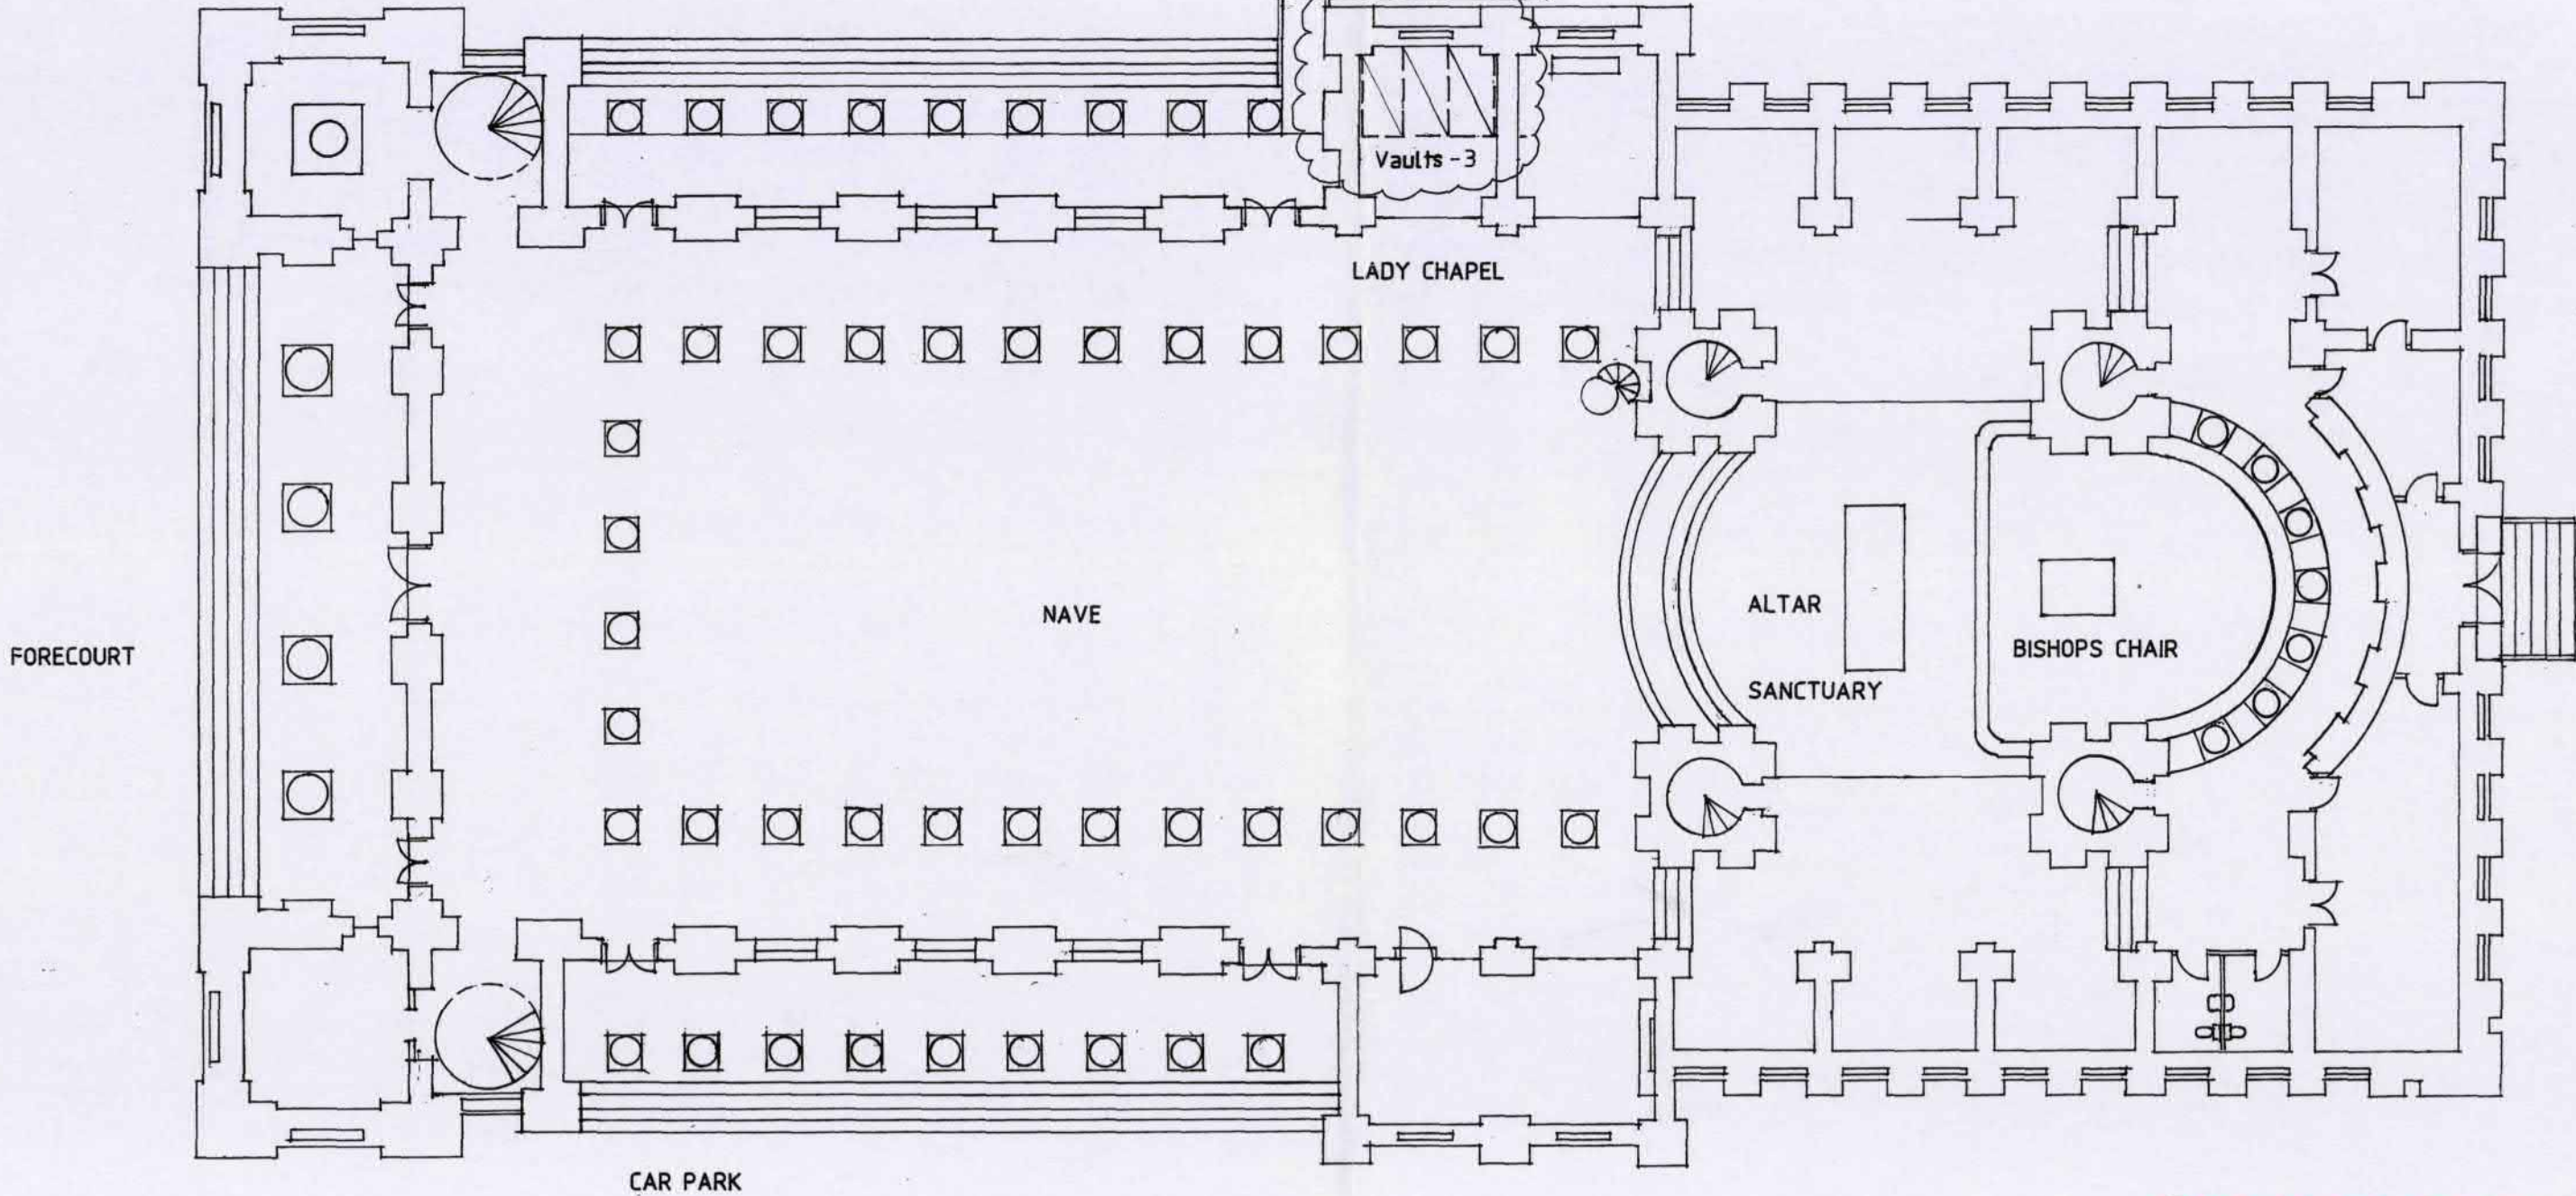 Vaults - 3
LADY CHAPEL
NAVE
ALTAR
SANCTUARY
BISHOPS CHAIR
FORECOURT
CAR PARK